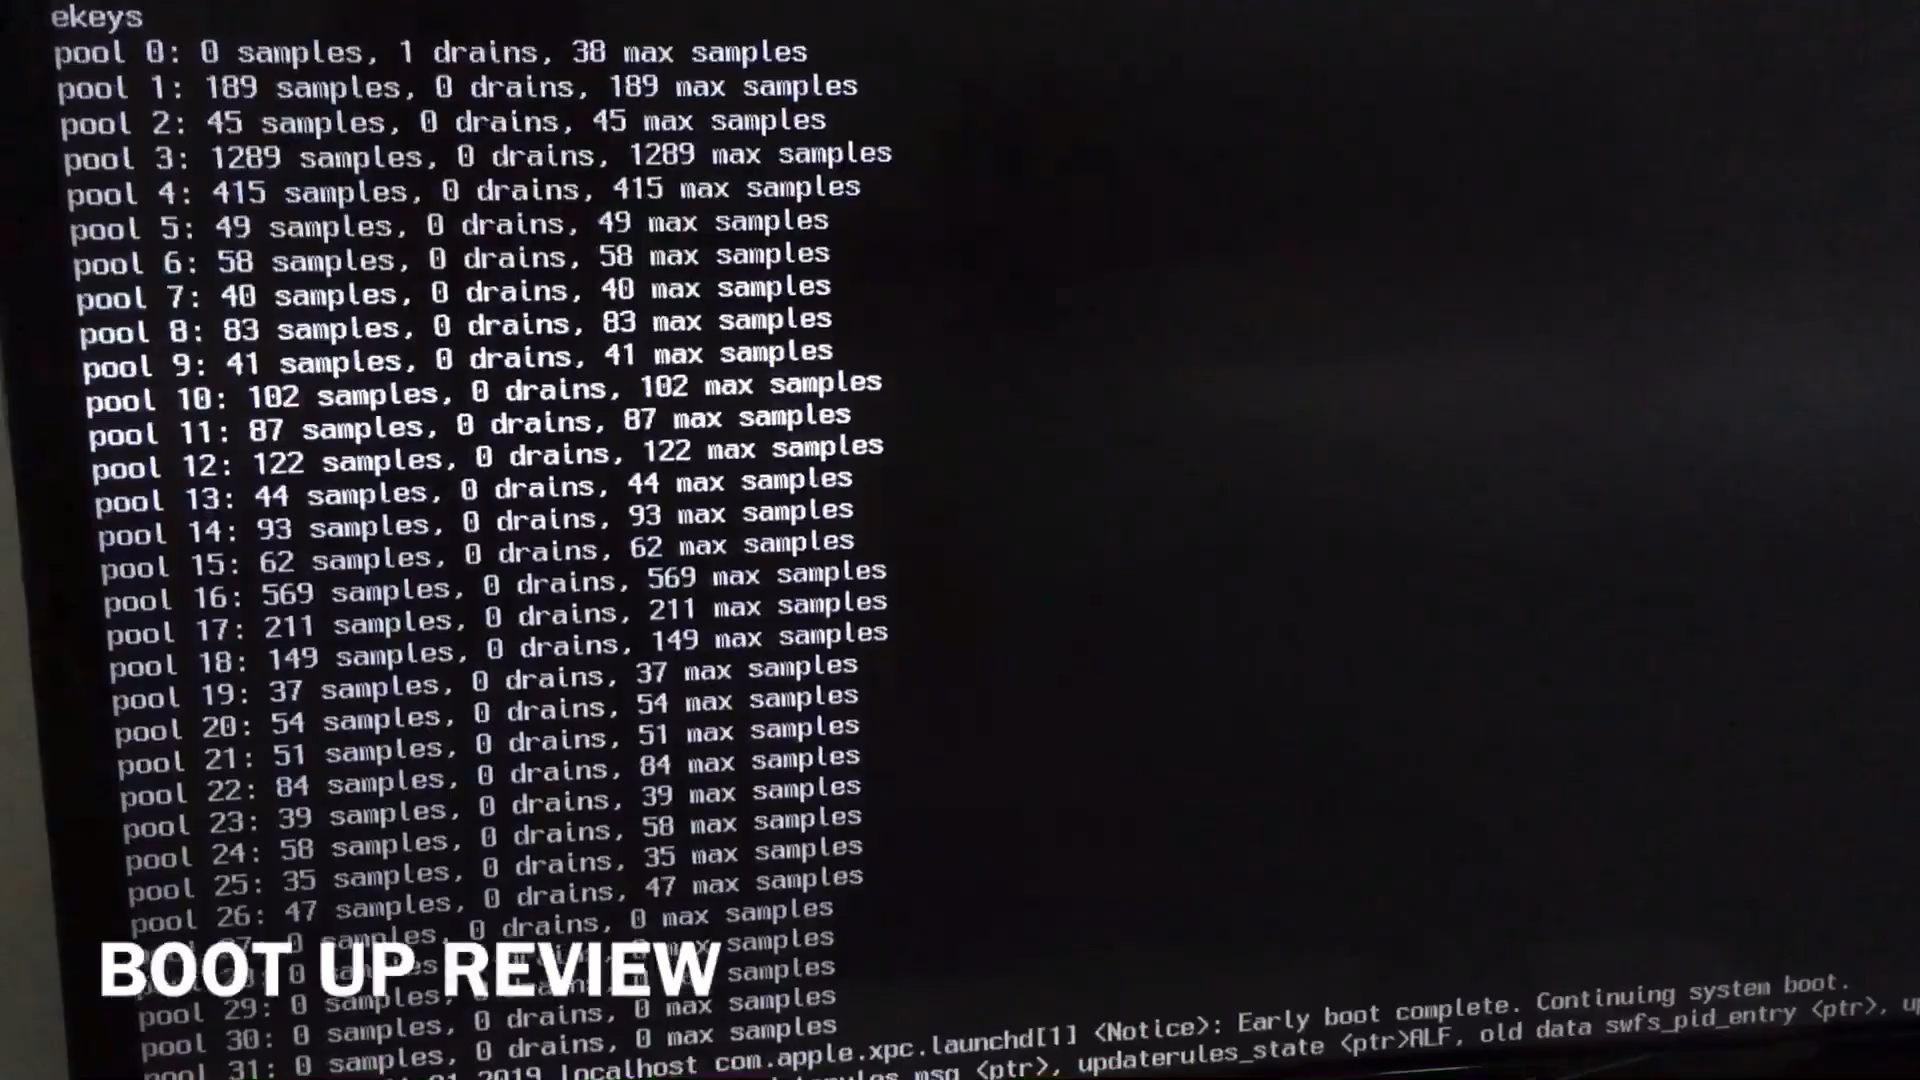 ekeys
pool 0: 0 samples, 1 drains, 38 max samples
pool 1: 189 samples, 0 drains, 189 max samples
pool 2: 45 samples, 0 drains, 45 max samples
pool 3: 1289 samples, 0 drains, 1289 max samples
pool 4: 415 samples, 0 drains, 415 max samples
pool 5: 49 samples, 0 drains, 49 max samples
pool 6: 58 samples, 0 drains, 58 max samples
pool 7: 40 samples, 0 drains, 40 max samples
pool 8: 83 samples, 0 drains, 83 max samples
pool 9: 41 samples, 0 drains, 41 max samples
pool 10: 102 samples, 0 drains, 102 max samples
pool 11: 87 samples, 0 drains, 87 max samples
pool 12: 122 samples, 0 drains, 122 max samples
pool 13: 44 samples, 0 drains, 44 max samples
pool 14: 93 samples, 0 drains, 93 max samples
pool 15: 62 samples, 0 drains, 62 max samples
pool 16: 569 samples, 0 drains, 569 max samples
pool 17: 211 samples, 0 drains, 211 max samples
pool 18: 149 samples, 0 drains, 149 max samples
pool 19: 37 samples, 0 drains, 37 max samples
pool 20: 54 samples, 0 drains, 54 max samples
pool 21: 51 samples, 0 drains, 51 max samples
pool 22: 84 samples, 0 drains, 84 max samples
pool 23: 39 samples, 0 drains, 39 max samples
pool 24: 58 samples, 0 drains, 58 max samples
pool 25: 35 samples, 0 drains, 35 max samples
pool 26: 47 samples, 0 drains, 47 max samples
0 samples, 0 drains, 0 max samples
0 samples
pool 29: 0 samples, 0 max samples
pool 30: 0 samples, 0 drains, 0 max samples
pool 31: 0 samples, 0 drains, 0 max samples
2019 localhost com.apple.xpc.launchd[1] <Notice>: Early boot complete. Continuing system boot.
msg <ptr>, updaterules_state <ptr>ALF, old data swfs_pid_entry <ptr>,
BOOT UP REVIEW